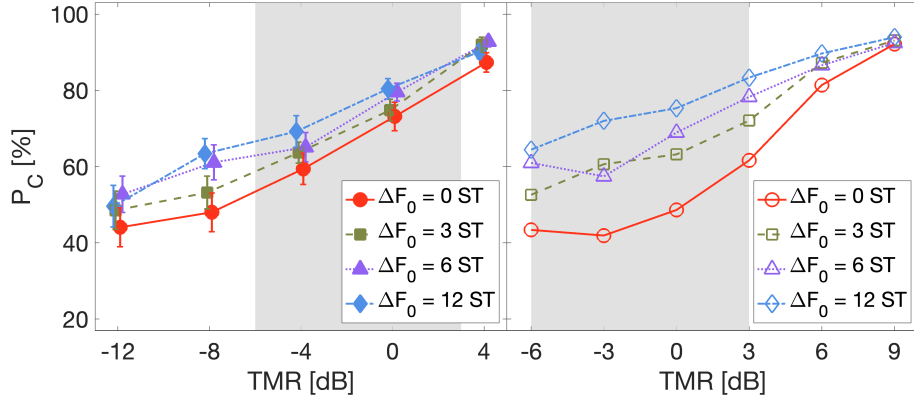 100
80
60
40
20
P_C [%]
ΔF_0 = 0 ST
ΔF_0 = 3 ST
ΔF_0 = 6 ST
ΔF_0 = 12 ST
-12 -8 -4 0 4
TMR [dB]
ΔF_0 = 0 ST
ΔF_0 = 3 ST
ΔF_0 = 6 ST
ΔF_0 = 12 ST
-6 -3 0 3 6 9
TMR [dB]